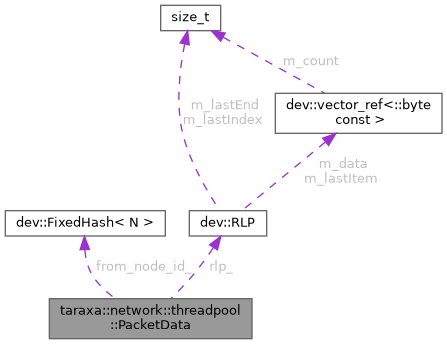 size_t
m_count
m_lastEnd
m_lastIndex
dev::vector_ref<::byte
const >
m_data
m_lastItem
dev::FixedHash< N >
dev::RLP
from_node_id_
rlp_
taraxa::network::threadpool
::PacketData